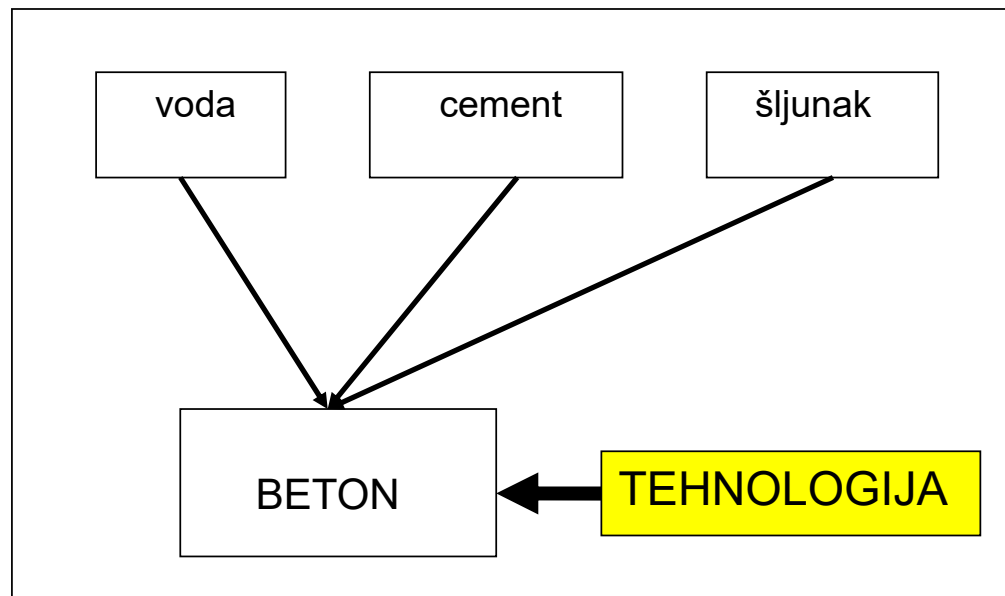 voda
cement
šljunak
BETON
TEHNOLOGIJA